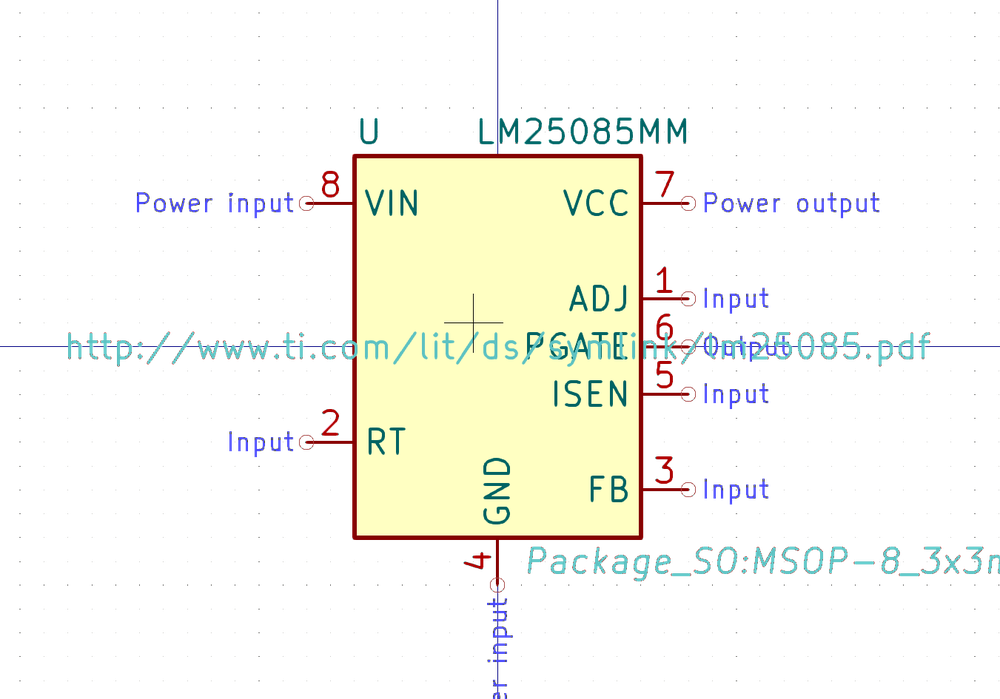 U LM25085MM
Power input 8 VIN VCC 7 Power output
ADJ 1 Input
PGATE 6 Output
http://www.ti.com/lit/ds/symlink/lm25085.pdf
ISEN 5 Input
Input 2 RT
FB 3 Input
GND
4
Package_SO:MSOP-8_3x3
input